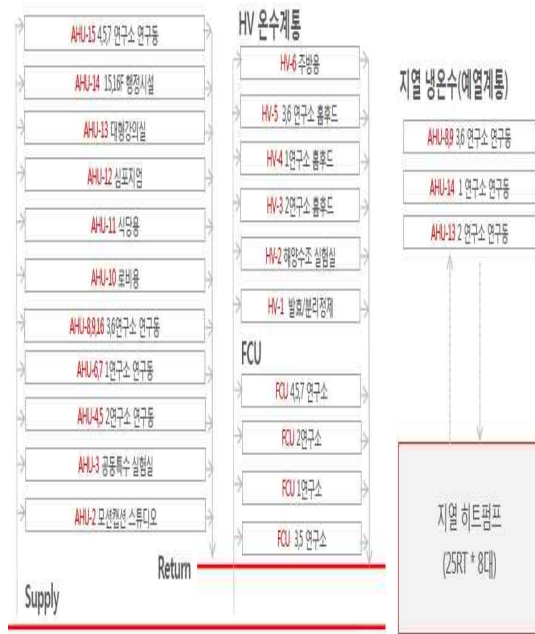 AHU-15 4,5,7 연구소 연구동
AHU-14 15,16F 행정시설
AHU-13 대형강의실
AHU-12 심포지엄
AHU-11 식당용
AHU-10 로비용
AHU-8,9,16 3,6연구소 연구동
AHU-6,7 1연구소 연구동
AHU-4,5 2연구소 연구동
AHU-3 공동특수 실험실
AHU-2 모션캡션 스튜디오
Return
Supply
HV 온수계통
HV-6 주방용
HV-5 3,6 연구소 흄후드
HV-4 1연구소 흄후드
HV-3 2연구소 흄후드
HV-2 해양수조 실험실
HV-1 발효/분리정제
FCU
FCU 4,5,7 연구소
FCU 2연구소
FCU 1연구소
FCU 3,5 연구소
지열 냉온수(예열계통)
AHU-8,9 3,6 연구소 연구동
AHU-14 1 연구소 연구동
AHU-13 2 연구소 연구동
지열 히트펌프
(25RT * 8대)